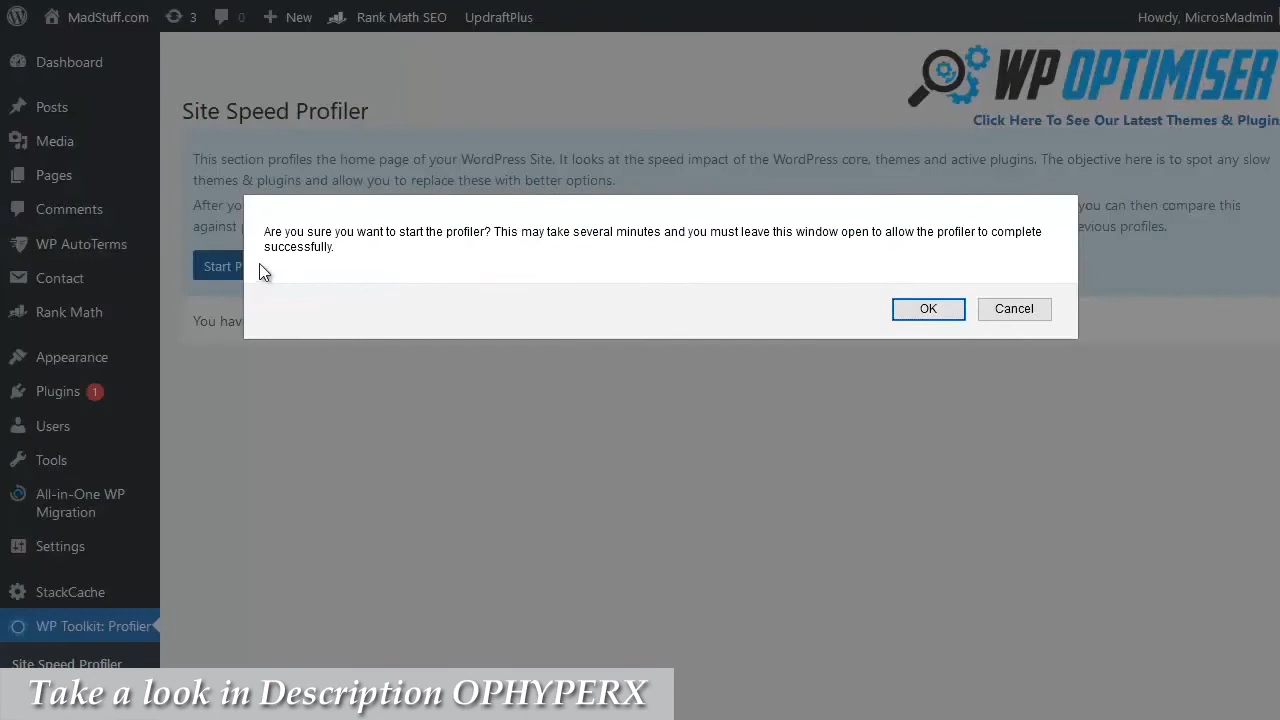 MadStuff.com 3 0 New Rank Math SEO UpdraftPlus Howdy, MicrosMadmin
Dashboard
Posts
Media
Pages
Comments
WP AutoTerms
Contact
Rank Math
Appearance
Plugins 1
Users
Tools
All-in-One WP
Migration
Settings
StackCache
WP Toolkit: Profiler
Site Speed Profiler
WP OPTIMISER
Click Here To See Our Latest Themes & Plugin
Site Speed Profiler
This section profiles the home page of your WordPress Site. It looks at the speed impact of the WordPress core, themes and active plugins. The objective here is to spot any slow
themes & plugins and allow you to replace these with better options.
After yo you can then compare this
against evious profiles.
Start P
You hav
Are you sure you want to start the profiler? This may take several minutes and you must leave this window open to allow the profiler to complete
successfully.
OK Cancel
Take a look in Description OPHYPERX